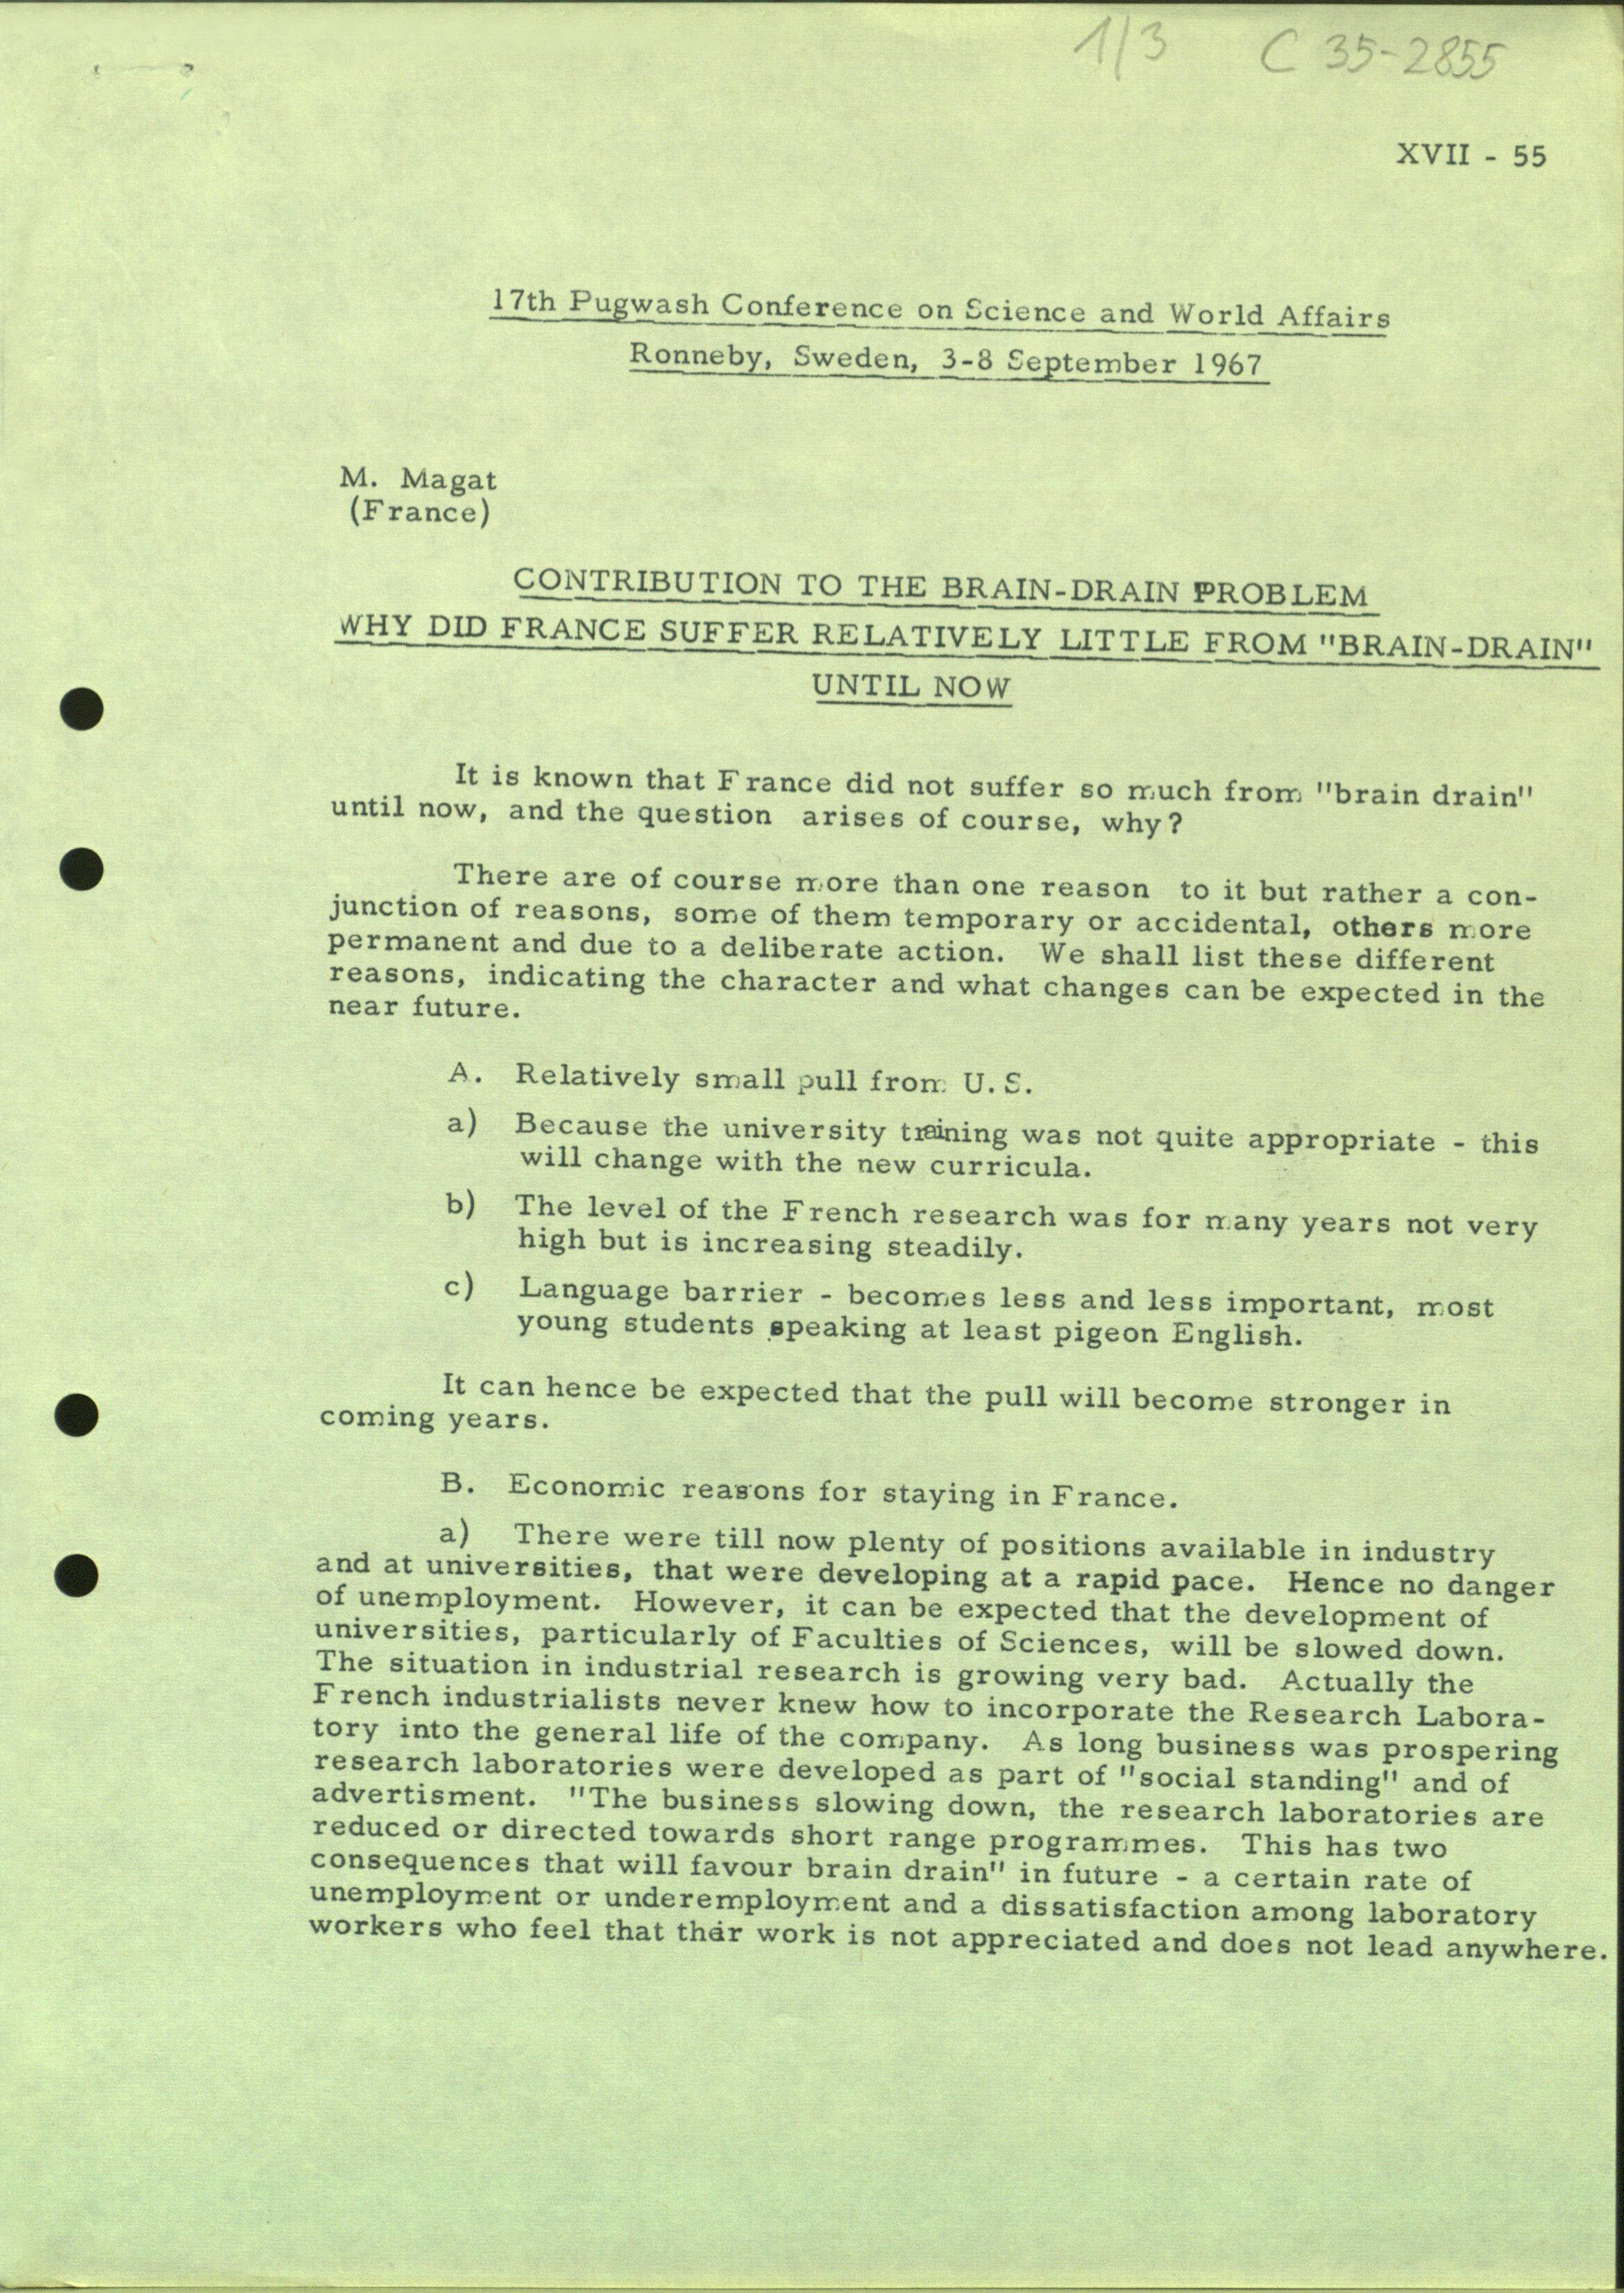 1/3 C 35-2855
XVII - 55
17th Pugwash Conference on Science and World Affairs
Ronneby, Sweden, 3-8 September 1967
M. Magat
(France)
CONTRIBUTION TO THE BRAIN-DRAIN PROBLEM
WHY DID FRANCE SUFFER RELATIVELY LITTLE FROM "BRAIN-DRAIN"
UNTIL NOW
It is known that France did not suffer so much from "brain drain"
until now, and the question arises of course, why?
There are of course more than one reason to it but rather a con-
junction of reasons, some of them temporary or accidental, others more
permanent and due to a deliberate action. We shall list these different
reasons, indicating the character and what changes can be expected in the
near future.
A. Relatively small pull from U.S.
a) Because the university training was not quite appropriate - this
will change with the new curricula.
b) The level of the French research was for many years not very
high but is increasing steadily.
c) Language barrier - becomes less and less important, most
young students speaking at least pigeon English.
It can hence be expected that the pull will become stronger in
coming years.
B. Economic reasons for staying in France.
a) There were till now plenty of positions available in industry
and at universities, that were developing at a rapid pace. Hence no danger
of unemployment. However, it can be expected that the development of
universities, particularly of Faculties of Sciences, will be slowed down.
The situation in industrial research is growing very bad. Actually the
French industrialists never knew how to incorporate the Research Labora-
tory into the general life of the company. As long business was prospering
research laboratories were developed as part of "social standing" and of
advertisment. "The business slowing down, the research laboratories are
reduced or directed towards short range programmes. This has two
consequences that will favour brain drain" in future - a certain rate of
unemployment or underemployment and a dissatisfaction among laboratory
workers who feel that their work is not appreciated and does not lead anywhere.